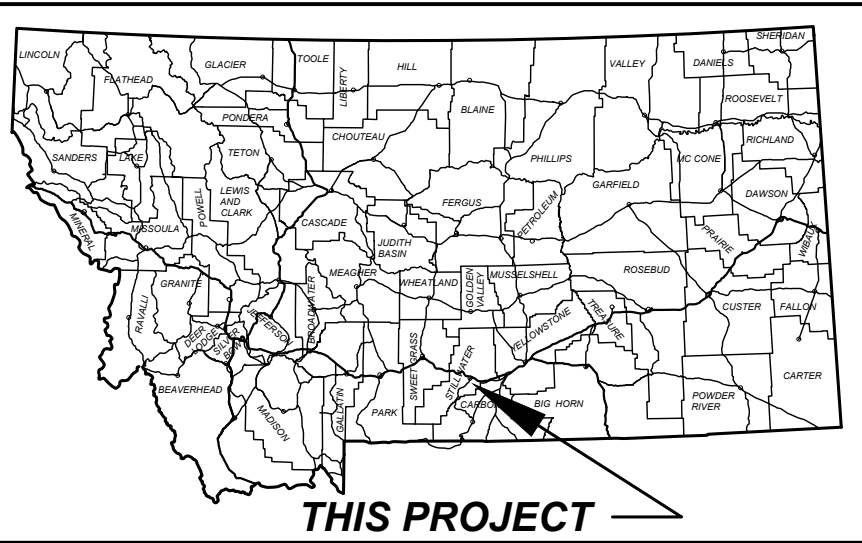 SHERIDAN
LINCOLN
GLACIER
TOOLE
LIBERTY
HILL
VALLEY
DANIELS
FLATHEAD
ROOSEVELT
BLAINE
PONDERA
CHOUTEAU
RICHLAND
SANDERS
LAKE
TETON
PHILLIPS
MC CONE
GARFIELD
POWELL
LEWIS
AND
CLARK
FERGUS
PETROLEUM
DAWSON
MINERAL
MISSOULA
CASCADE
JUDITH
BASIN
PRAIRIE
WIBAUX
MEAGHER
WHEATLAND
GOLDEN
VALLEY
MUSSELSHELL
ROSEBUD
GRANITE
RAVALLI
BROADWATER
JEFFERSON
TREASURE
CUSTER
FALLON
DEER
LODGE
SILVER
BOW
YELLOWSTONE
SWEET GRASS
STILLWATER
BEAVERHEAD
MADISON
GALLATIN
PARK
CARBON
BIG HORN
POWDER
RIVER
CARTER
THIS PROJECT